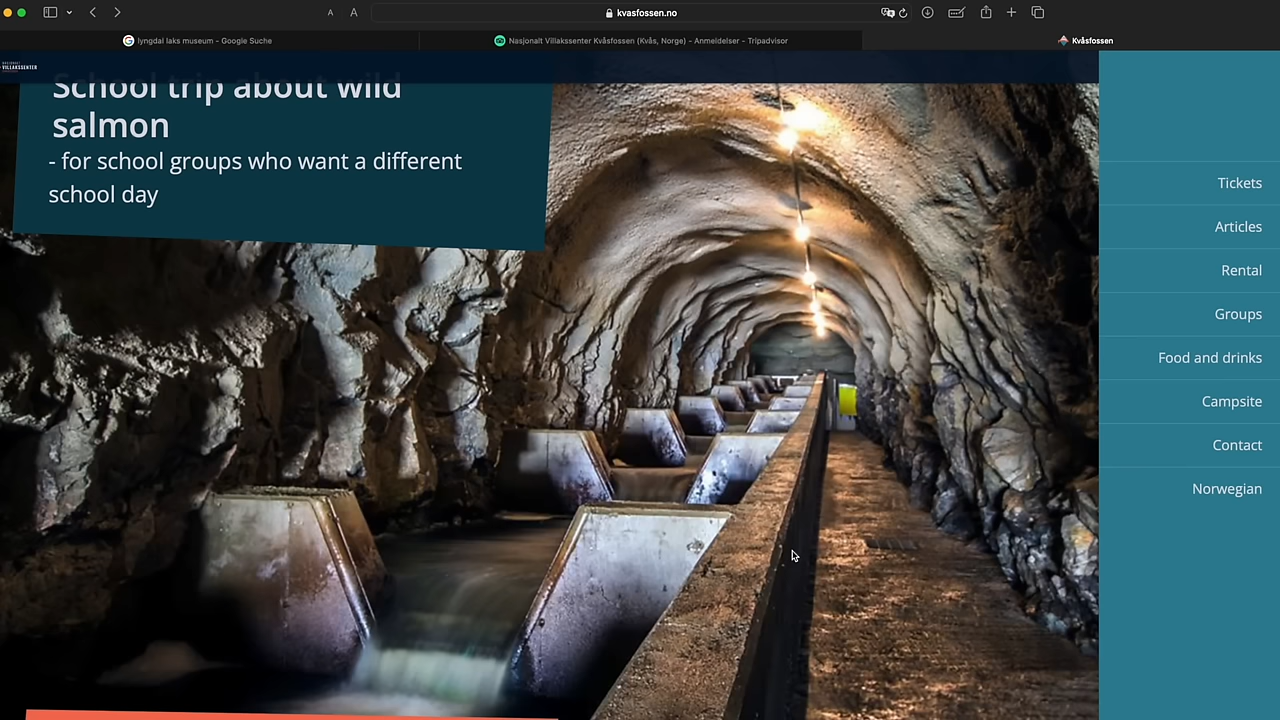 A A kvasfossen.no
lyngdal laks museum - Google Suche
Nasjonalt Villakssenter Kvåsfossen (Kvås, Norge) - Anmeldelser - Tripadvisor
Kvåsfossen
VILLAKSSENTER
School trip about wild
salmon
- for school groups who want a different
school day
Tickets
Articles
Rental
Groups
Food and drinks
Campsite
Contact
Norwegian